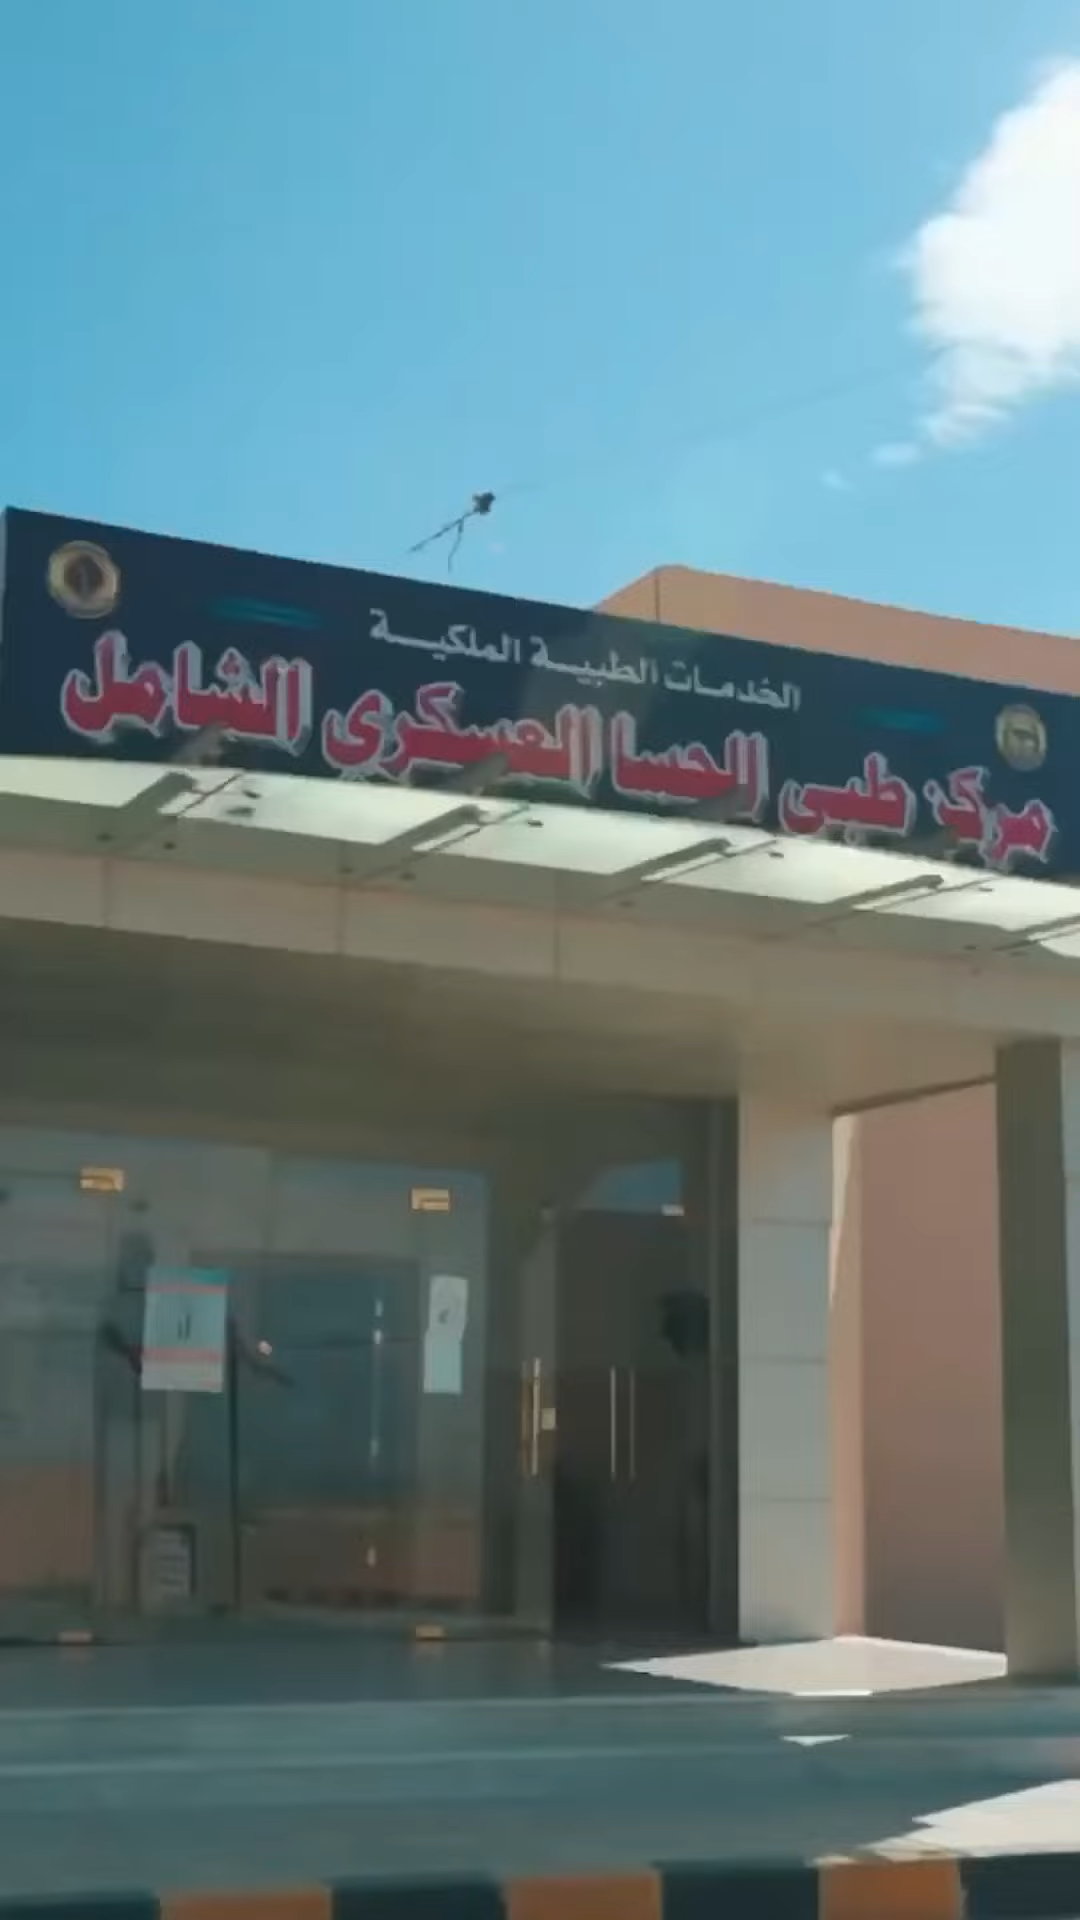 الخدمات الطبية الملكية
مركز طبي الحسا العسكري الشامل